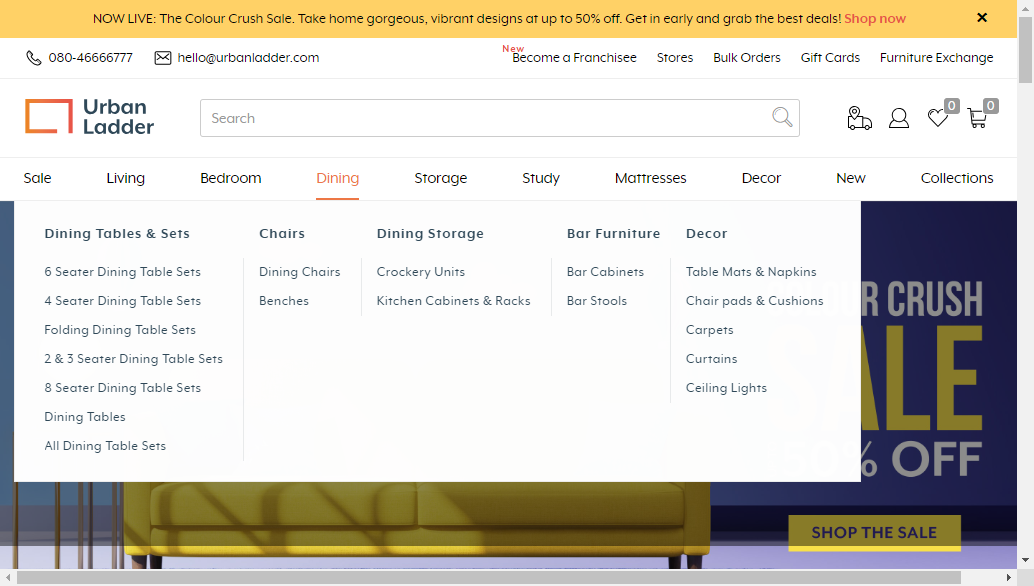 NOW LIVE: The Colour Crush Sale. Take home gorgeous, vibrant designs at up to 50% off. Get in early and grab the best deals! Shop now
080-46666777
hello@urbanladder.com
New
Become a Franchisee
Stores
Bulk Orders
Gift Cards
Furniture Exchange
Urban
Ladder
Search
0
0
Sale
Living
Bedroom
Dining
Storage
Study
Mattresses
Decor
New
Collections
Dining Tables & Sets
6 Seater Dining Table Sets
4 Seater Dining Table Sets
Folding Dining Table Sets
2 & 3 Seater Dining Table Sets
8 Seater Dining Table Sets
Dining Tables
All Dining Table Sets
Chairs
Dining Chairs
Benches
Dining Storage
Crockery Units
Kitchen Cabinets & Racks
Bar Furniture
Bar Cabinets
Bar Stools
Decor
Table Mats & Napkins
Chair pads & Cushions
Carpets
Curtains
Ceiling Lights
COLOUR CRUSH
SALE
50% OFF
SHOP THE SALE